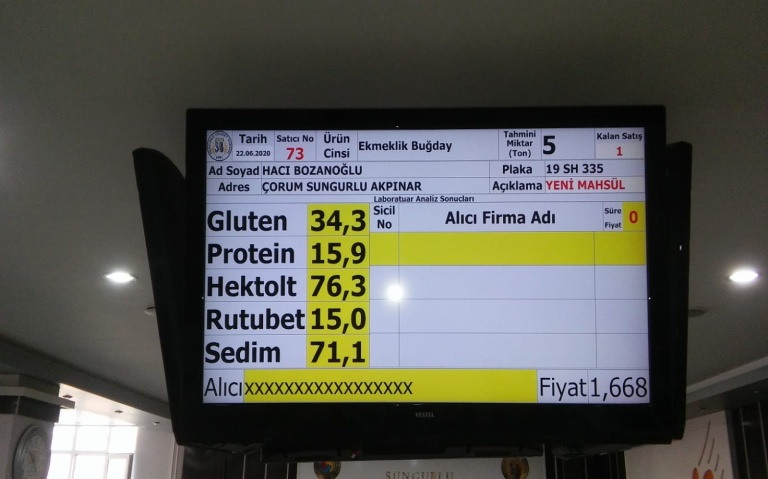 Tarih Satıcı No Ürün Cinsi Ekmeklik Buğday Tahmini Miktar (Ton) 5 Kalan Satış
22.06.2020 73 1
Ad Soyad HACI BOZANOĞLU Plaka 19 SH 335
Adres ÇORUM SUNGURLU AKPINAR Açıklama YENİ MAHSÜL
Laboratuar Analiz Sonuçları
Gluten 34,3 Sicil No Alıcı Firma Adı Süre Fiyat 0
Protein 15,9
Hektolt 76,3
Rutubet 15,0
Sedim 71,1
Alıcı xxxxxxxxxxxxxxxxx Fiyat 1,668
VESTEL
SUNGURLU